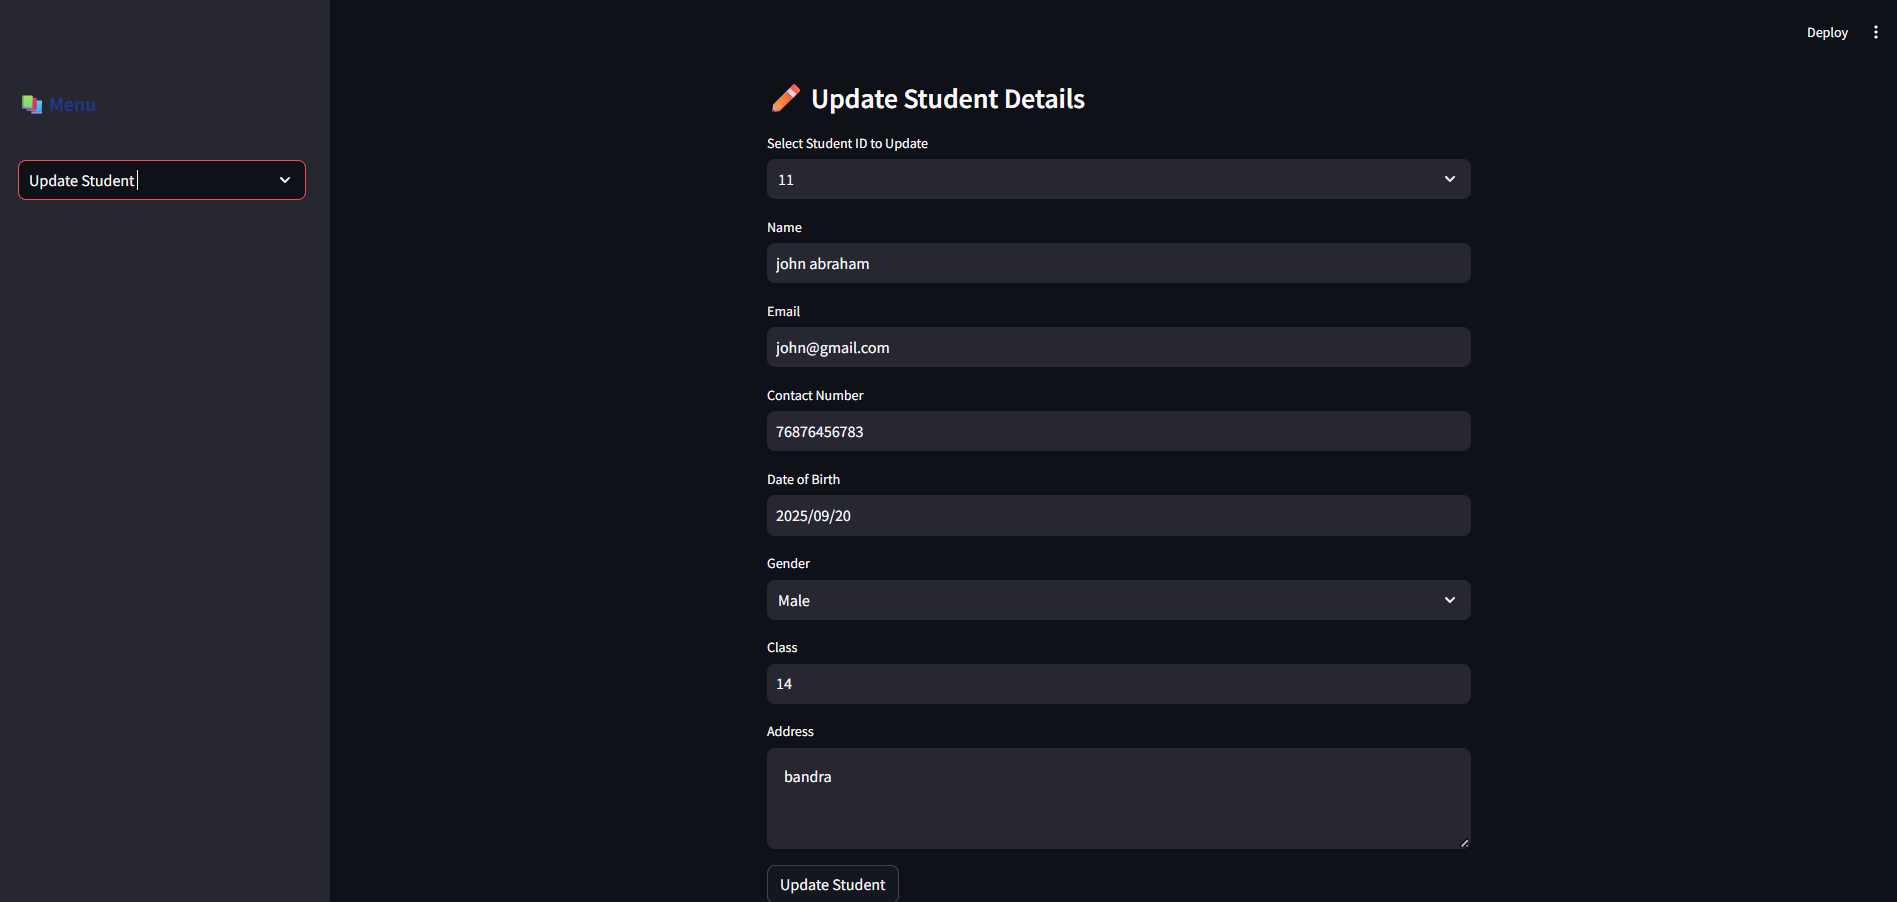 Deploy
Menu
Update Student
Update Student Details
Select Student ID to Update
11
Name
john abraham
Email
john@gmail.com
Contact Number
76876456783
Date of Birth
2025/09/20
Gender
Male
Class
14
Address
bandra
Update Student